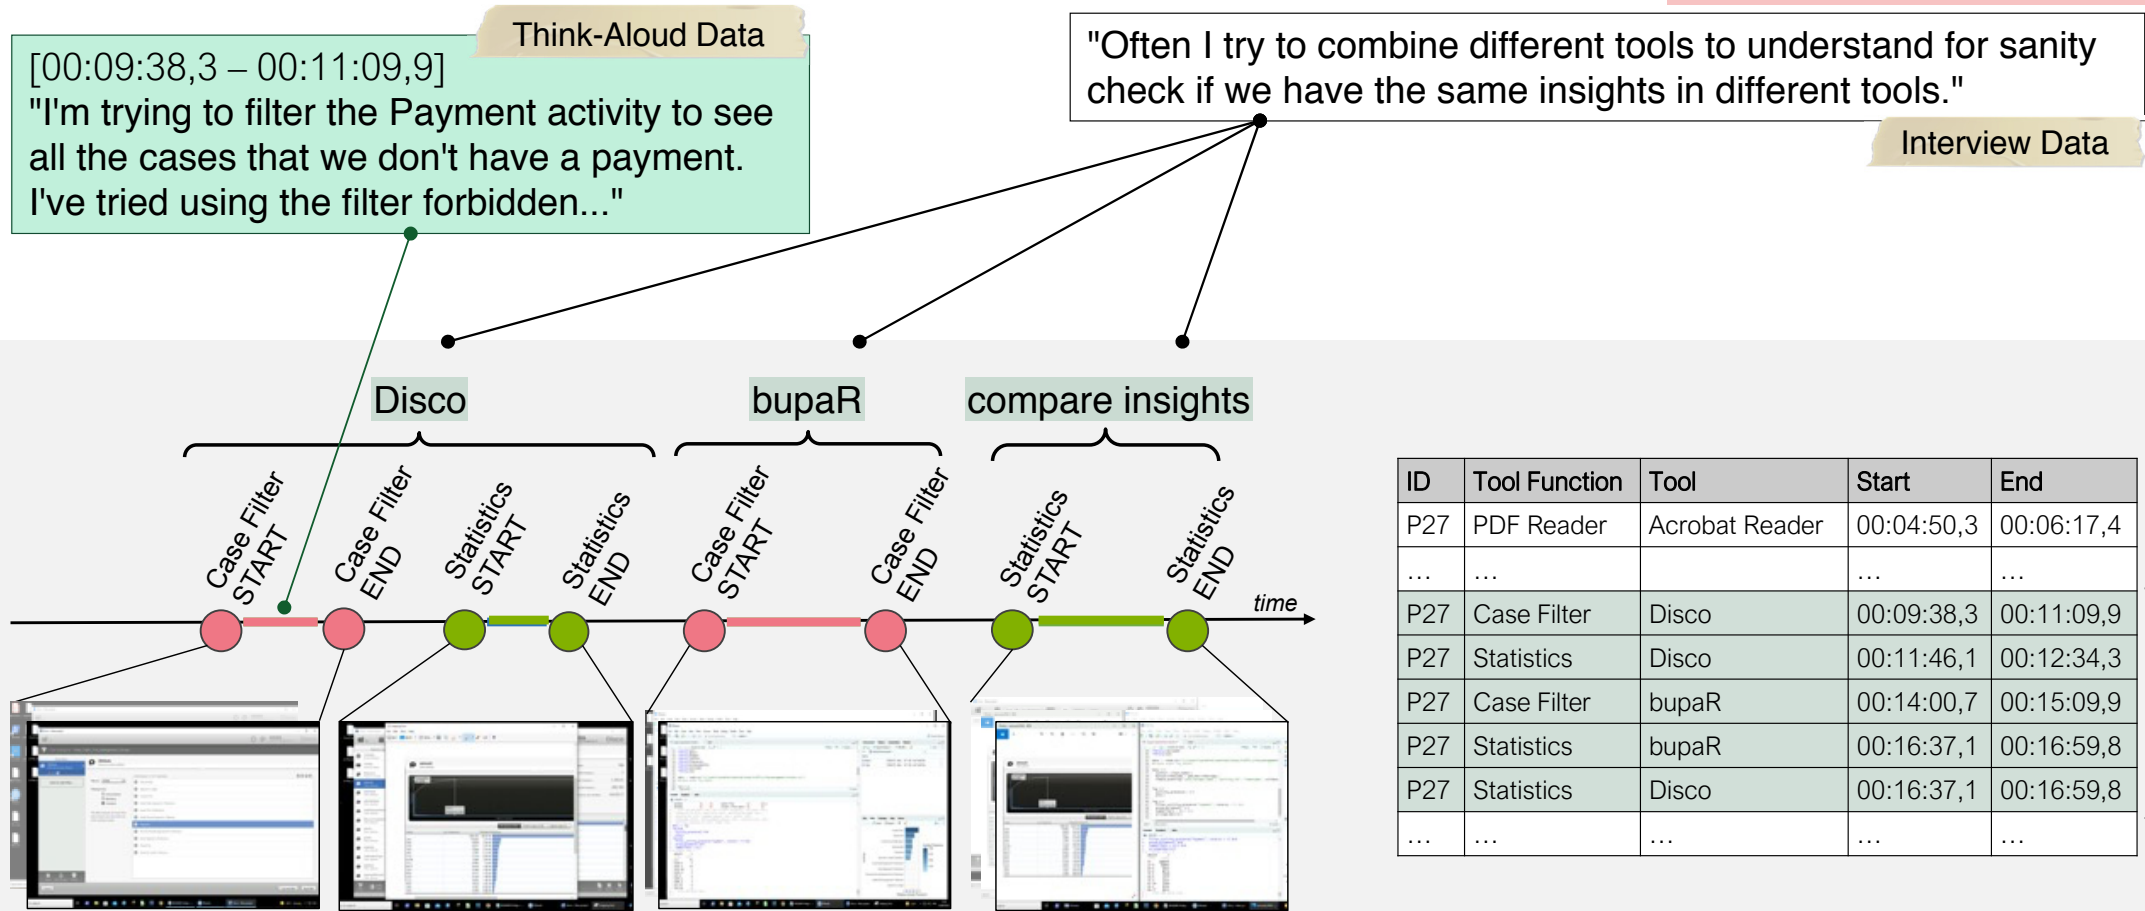 Think-Aloud Data
[00:09:38,3 – 00:11:09,9]
"I'm trying to filter the Payment activity to see
all the cases that we don't have a payment.
I've tried using the filter forbidden..."
"Often I try to combine different tools to understand for sanity
check if we have the same insights in different tools."
Interview Data
Disco
bupaR
compare insights
Case Filter
START
Case Filter
END
Statistics
START
Statistics
END
Case Filter
START
Case Filter
END
Statistics
START
Statistics
END
time
ID Tool Function Tool Start End
P27 PDF Reader Acrobat Reader 00:04:50,3 00:06:17,4
... ... ... ...
P27 Case Filter Disco 00:09:38,3 00:11:09,9
P27 Statistics Disco 00:11:46,1 00:12:34,3
P27 Case Filter bupaR 00:14:00,7 00:15:09,9
P27 Statistics bupaR 00:16:37,1 00:16:59,8
P27 Statistics Disco 00:16:37,1 00:16:59,8
... ... ... ... ...